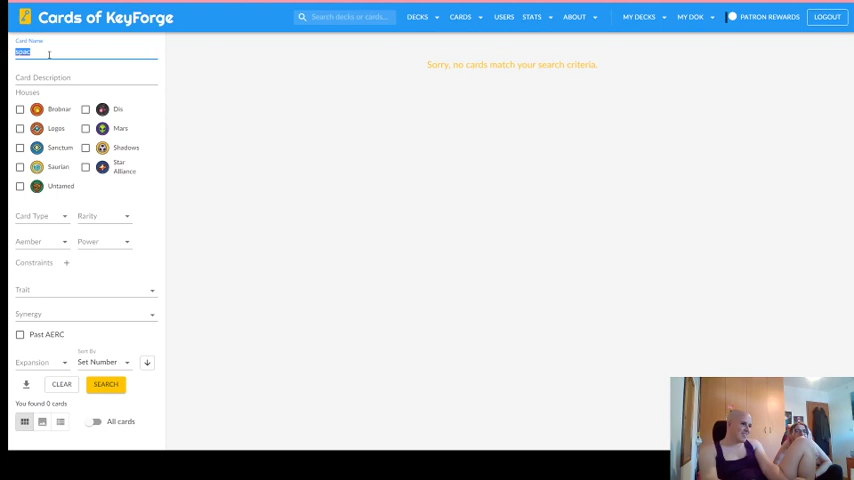 Cards of KeyForge
Search decks or cards...
DECKS
CARDS
USERS
STATS
ABOUT
MY DECKS
MY DOK
PATRON REWARDS
LOGOUT
Card Name
spac
Sorry, no cards match your search criteria.
Card Description
Houses
Brobnar
Dis
Logos
Mars
Sanctum
Shadows
Saurian
Star
Alliance
Untamed
Card Type
Rarity
Aember
Power
Constraints +
Trait
Synergy
Past AERC
Sort By
Expansion
Set Number
CLEAR
SEARCH
You found 0 cards
All cards